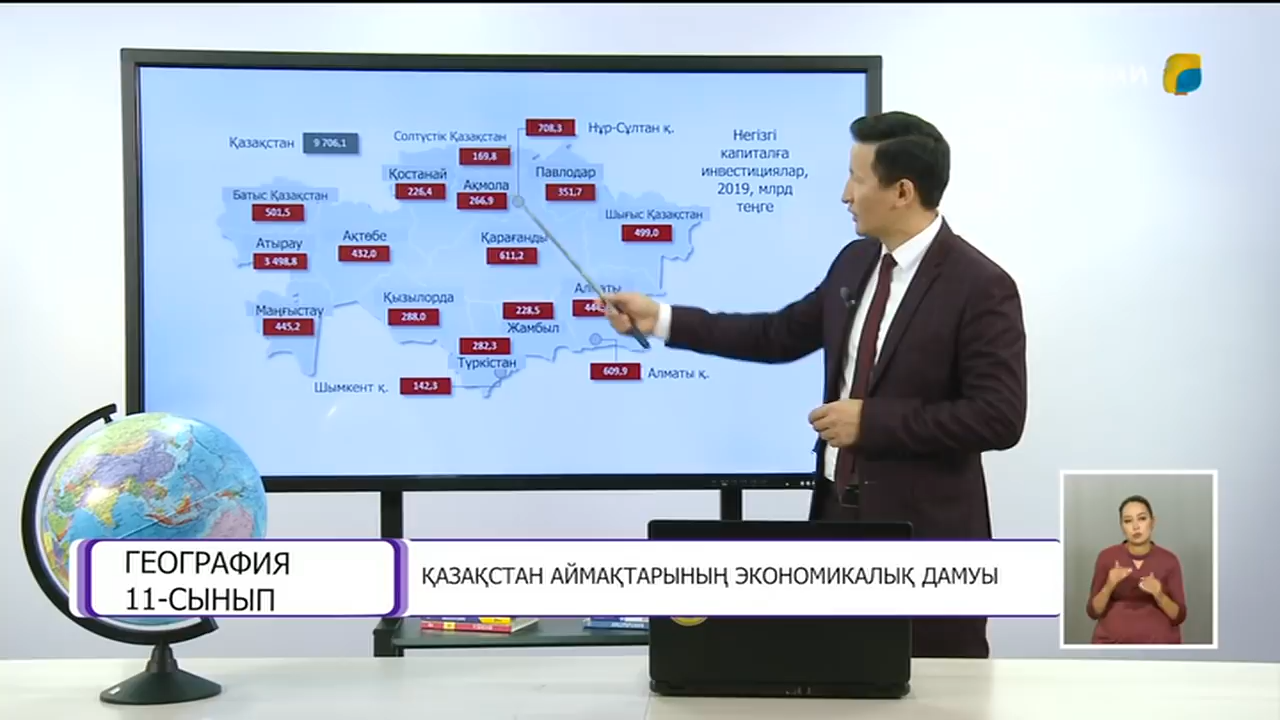 Қазақстан 9 706,1
Солтүстік Қазақстан
169,8
708,3 Нұр-Сұлтан қ.
Негізгі
капиталға
инвестициялар,
2019, млрд
теңге
Қостанай
226,4
Ақмола
266,9
Павлодар
351,7
Батыс Қазақстан
501,5
Шығыс Қазақстан
499,0
Атырау
3 498,8
Ақтөбе
432,0
Қарағанды
611,2
Маңғыстау
445,2
Қызылорда
288,0
228,5
Жамбыл
Алматы
282,3
Түркістан
Шымкент қ. 142,3
609,9 Алматы қ.
ГЕОГРАФИЯ
11-СЫНЫП
ҚАЗАҚСТАН АЙМАҚТАРЫНЫҢ ЭКОНОМИКАЛЫҚ ДАМУЫ